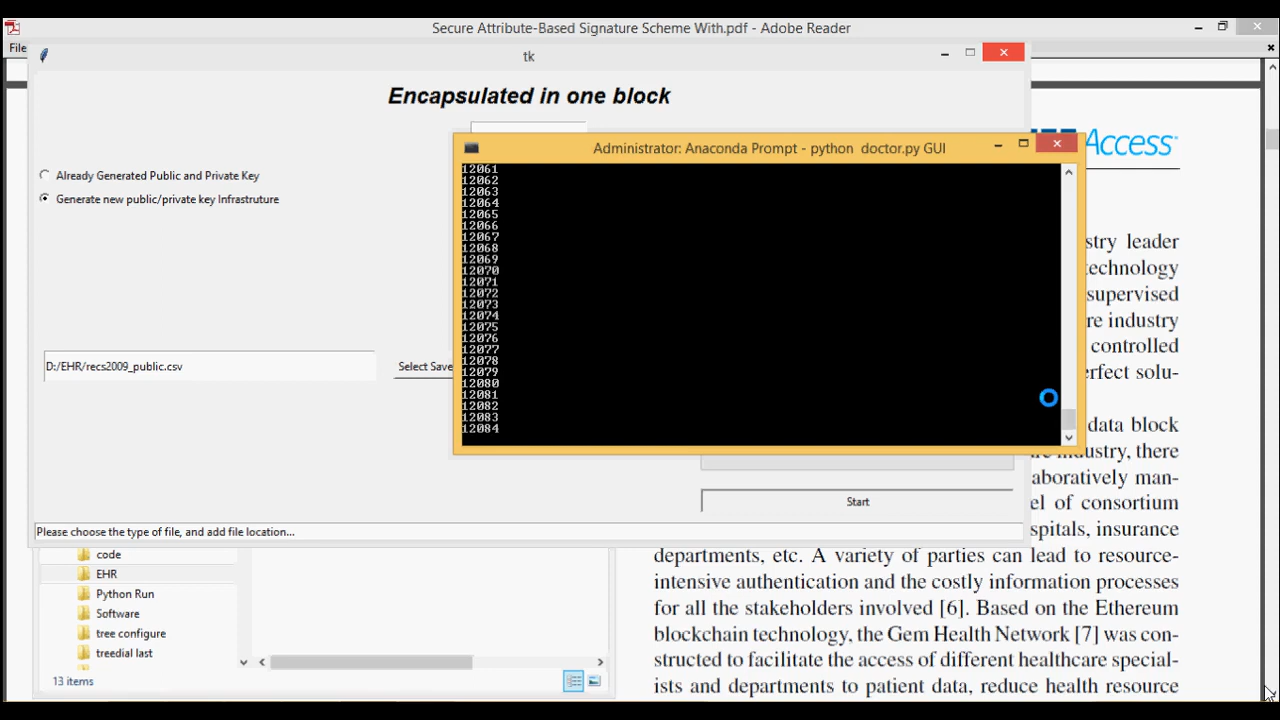 Secure Attribute-Based Signature Scheme With.pdf - Adobe Reader
File
tk
Encapsulated in one block
Access
Administrator: Anaconda Prompt - python doctor.py GUI
Already Generated Public and Private Key
Generate new public/private key Infrastruture
12061
12062
12063
12064
12065
12066
12067
12068
12069
12070
12071
12072
12073
12074
12075
12076
12077
12078
12079
12080
12081
12082
12083
12084
D:/EHR/recs2009_public.csv
Select Save
Start
Please choose the type of file, and add file location...
code
EHR
Python Run
Software
tree configure
treedial last
13 items
stry leader
technology
supervised
re industry
controlled
erfect solu-
data block
industry, there
aboratively man-
el of consortium
spitals, insurance
departments, etc. A variety of parties can lead to resource-
intensive authentication and the costly information processes
for all the stakeholders involved [6]. Based on the Ethereum
blockchain technology, the Gem Health Network [7] was con-
structed to facilitate the access of different healthcare special-
ists and departments to patient data, reduce health resource